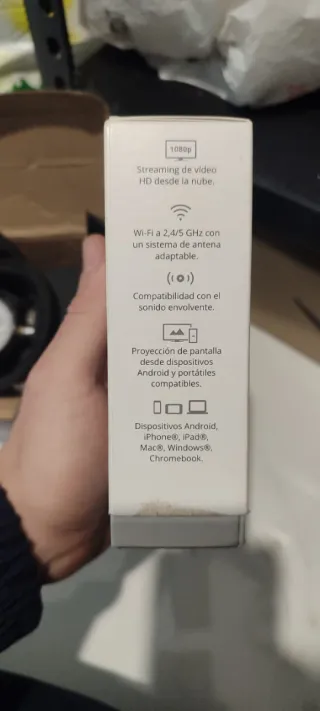 1080p
Streaming de vídeo
HD desde la nube.
Wi-Fi a 2,4/5 GHz con
un sistema de antena
adaptable.
Compatibilidad con el
sonido envolvente.
Proyección de pantalla
desde dispositivos
Android y portátiles
compatibles.
Dispositivos Android,
iPhone®, iPad®,
Mac®, Windows®,
Chromebook.